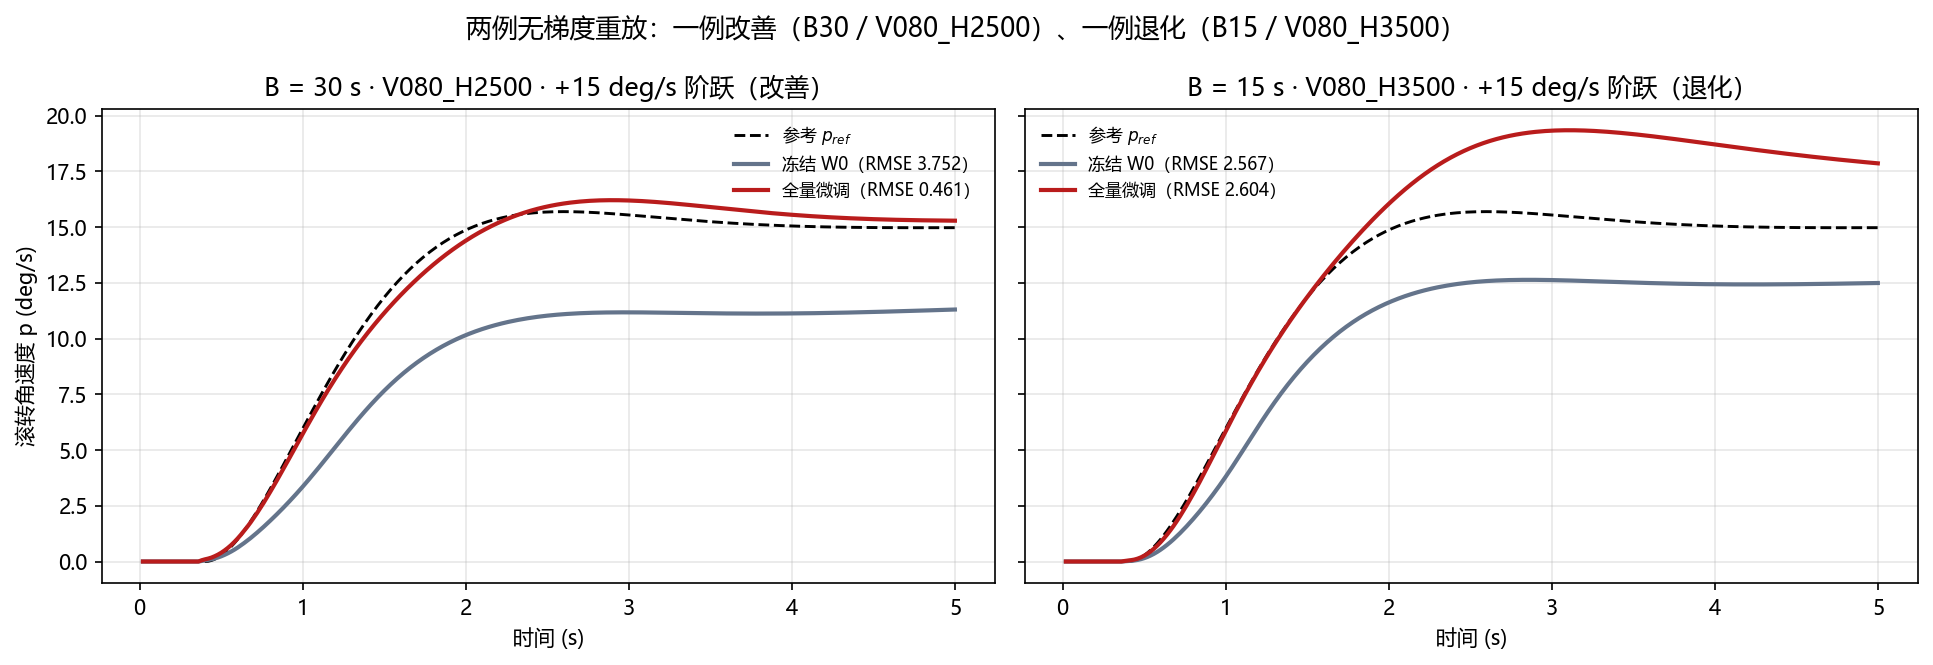 两例无梯度重放：一例改善（B30 / V080_H2500）、一例退化（B15 / V080_H3500）
B = 30 s · V080_H2500 · +15 deg/s 阶跃（改善）
滚转角速度 p (deg/s)
20.0
17.5
15.0
12.5
10.0
7.5
5.0
2.5
0.0
参考 p_ref
冻结 W0（RMSE 3.752）
全量微调（RMSE 0.461）
0 1 2 3 4 5
时间 (s)
B = 15 s · V080_H3500 · +15 deg/s 阶跃（退化）
参考 p_ref
冻结 W0（RMSE 2.567）
全量微调（RMSE 2.604）
0 1 2 3 4 5
时间 (s)